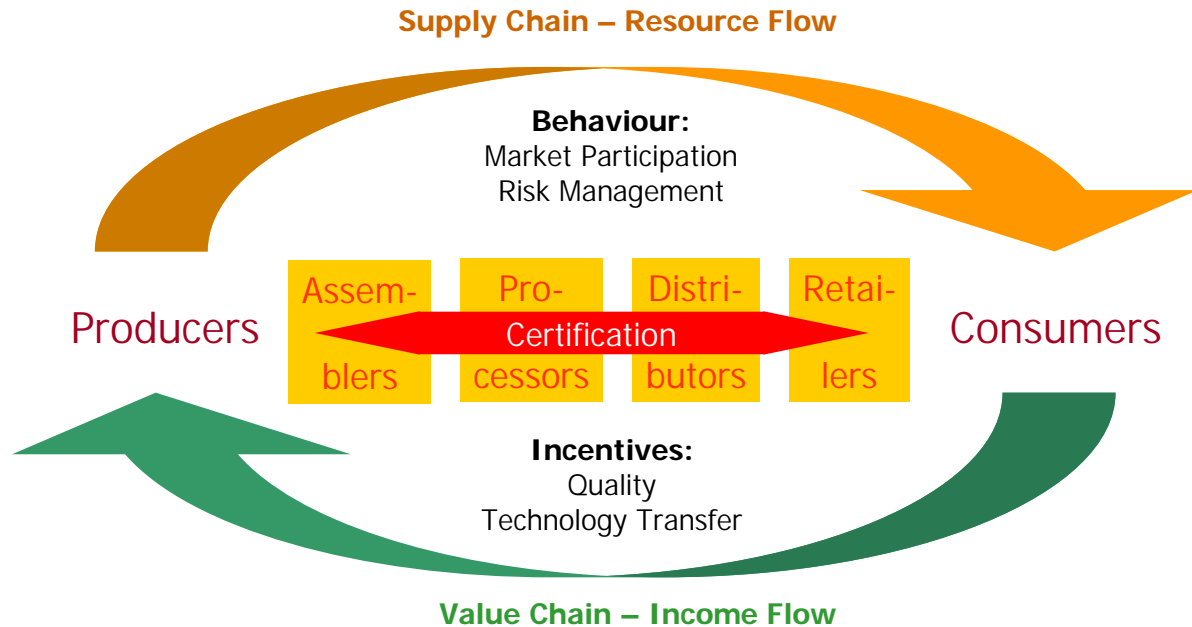 Supply Chain – Resource Flow
Behaviour:
Market Participation
Risk Management
Producers
Assem-
blers
Pro-
cessors
Distri-
butors
Retai-
lers
Certification
Consumers
Incentives:
Quality
Technology Transfer
Value Chain – Income Flow